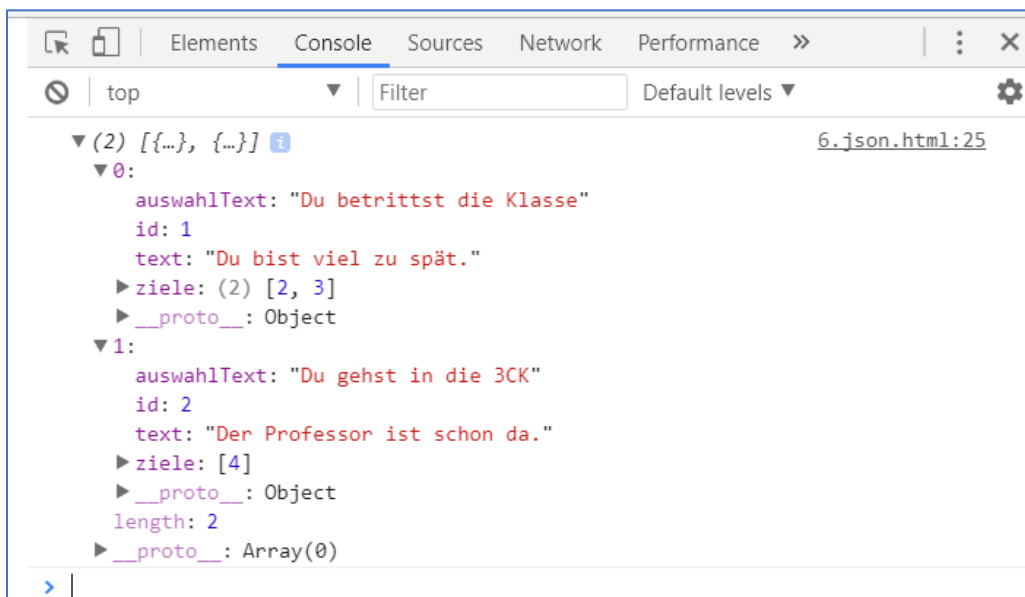 Elements Console Sources Network Performance »
top ▼ Filter Default levels ▼
▼ (2) [{…}, {…}] i 6.json.html:25
▼ 0:
auswahlText: "Du betrittst die Klasse"
id: 1
text: "Du bist viel zu spät."
▶ ziele: (2) [2, 3]
▶ __proto__: Object
▼ 1:
auswahlText: "Du gehst in die 3CK"
id: 2
text: "Der Professor ist schon da."
▶ ziele: [4]
▶ __proto__: Object
length: 2
▶ __proto__: Array(0)
>